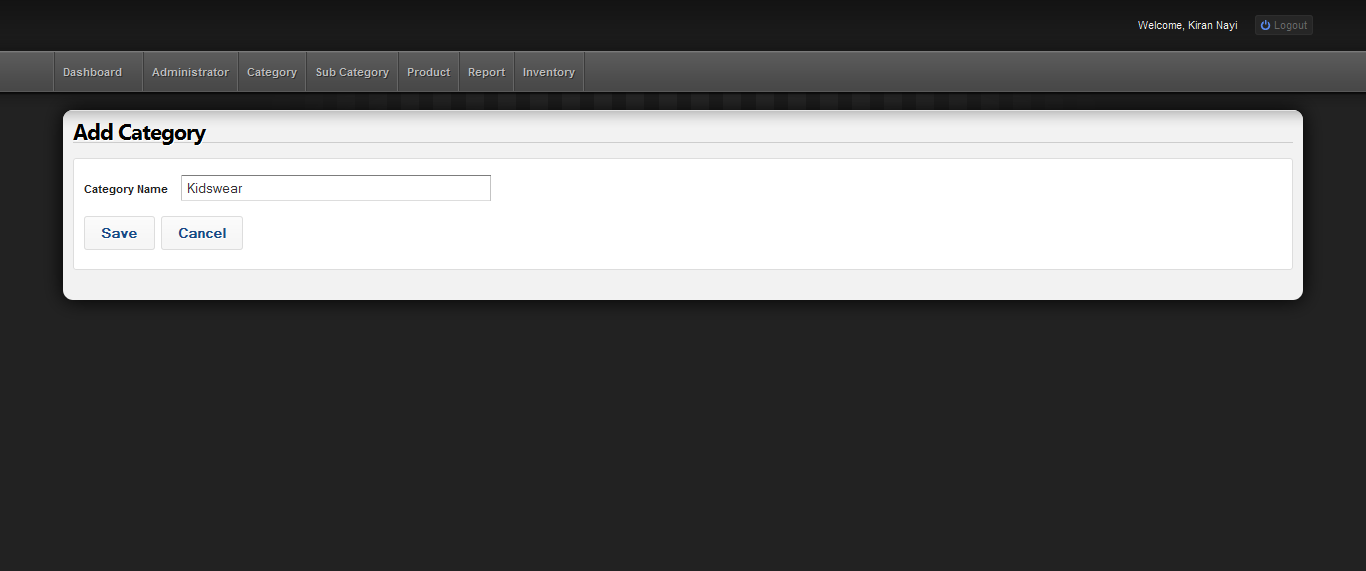 Welcome, Kiran Nayi Logout
Dashboard Administrator Category Sub Category Product Report Inventory
Add Category
Category Name Kidswear
Save Cancel